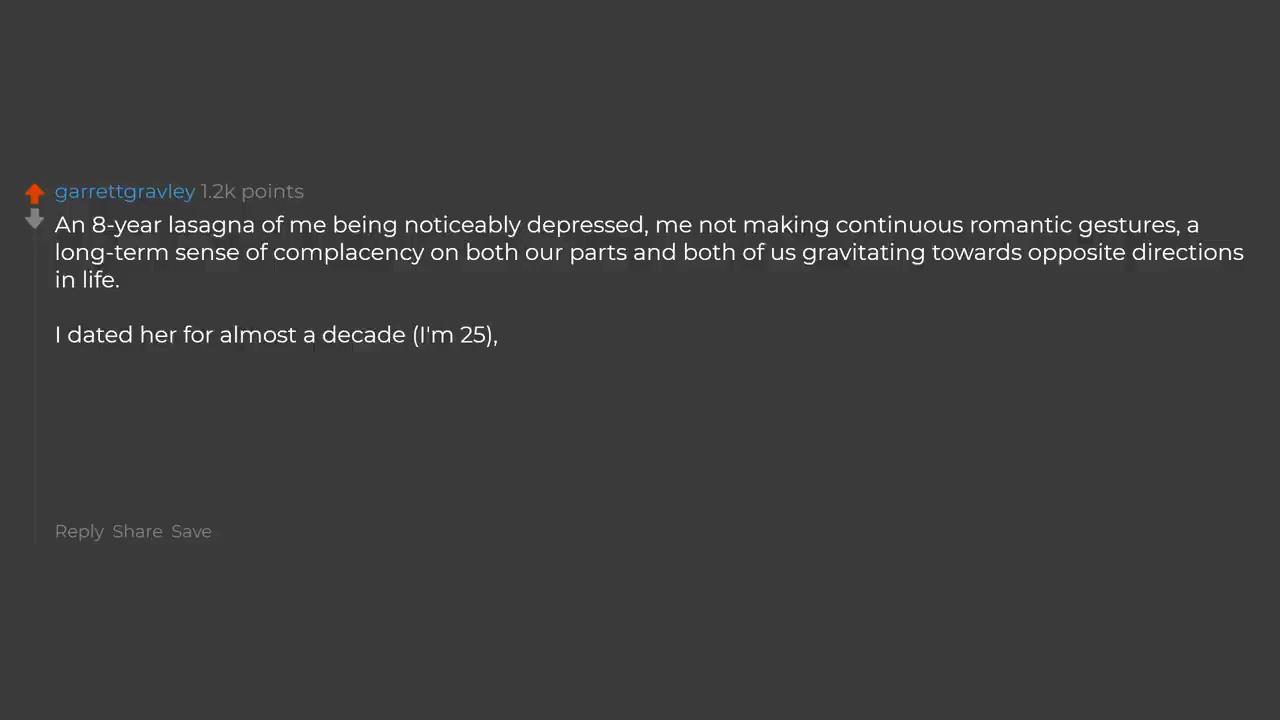 garrettgravley 1.2k points
An 8-year lasagna of me being noticeably depressed, me not making continuous romantic gestures, a
long-term sense of complacency on both our parts and both of us gravitating towards opposite directions
in life.
I dated her for almost a decade (I'm 25),
Reply Share Save